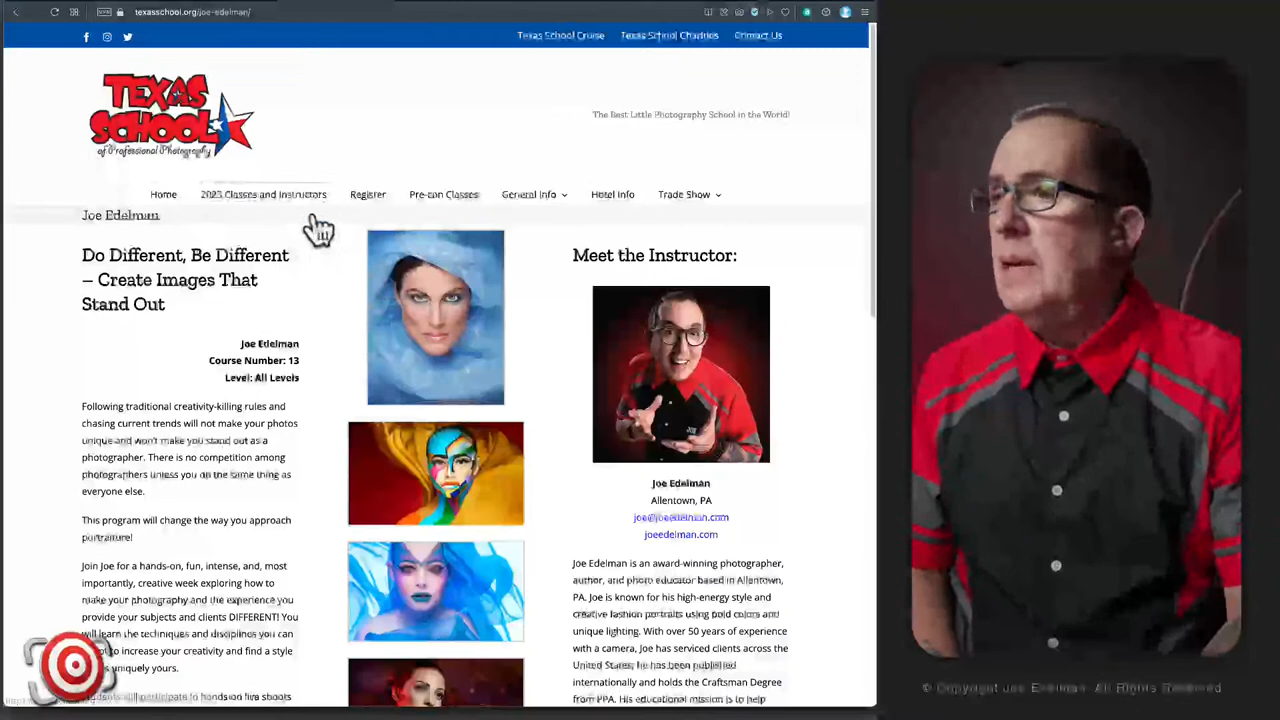 texasschool.org/joe-edelman/
Texas School Cruise Texas School Charities Contact Us
TEXAS
SCHOOL
of Professional Photography
The Best Little Photography School in the World!
Home 2023 Classes and Instructors Register Pre-con Classes General Info Hotel Info Trade Show
Joe Edelman
Do Different, Be Different
– Create Images That
Stand Out
Joe Edelman
Course Number: 13
Level: All Levels
Following traditional creativity-killing rules and
chasing current trends will not make your photos
unique and won't make you stand out as a
photographer. There is no competition among
photographers unless you do the same thing as
everyone else.
This program will change the way you approach
portraiture!
Join Joe for a hands-on, fun, intense, and, most
importantly, creative week exploring how to
make your photography and the experience you
provide your subjects and clients DIFFERENT! You
will learn the techniques and disciplines you can
to increase your creativity and find a style
uniquely yours.
will participate in hands-on fim shoots
Meet the Instructor:
Joe Edelman
Allentown, PA
joe@joeedelman.com
joeedelman.com
Joe Edelman is an award-winning photographer,
author, and photo educator based in Allentown,
PA. Joe is known for his high-energy style and
creative fashion portraits using bold colors and
unique lighting. With over 50 years of experience
with a camera, Joe has serviced clients across the
United States, he has been published
internationally and holds the Craftsman Degree
from PPA. His educational mission is to help
© Copyright Joe Edelman. All Rights Reserved